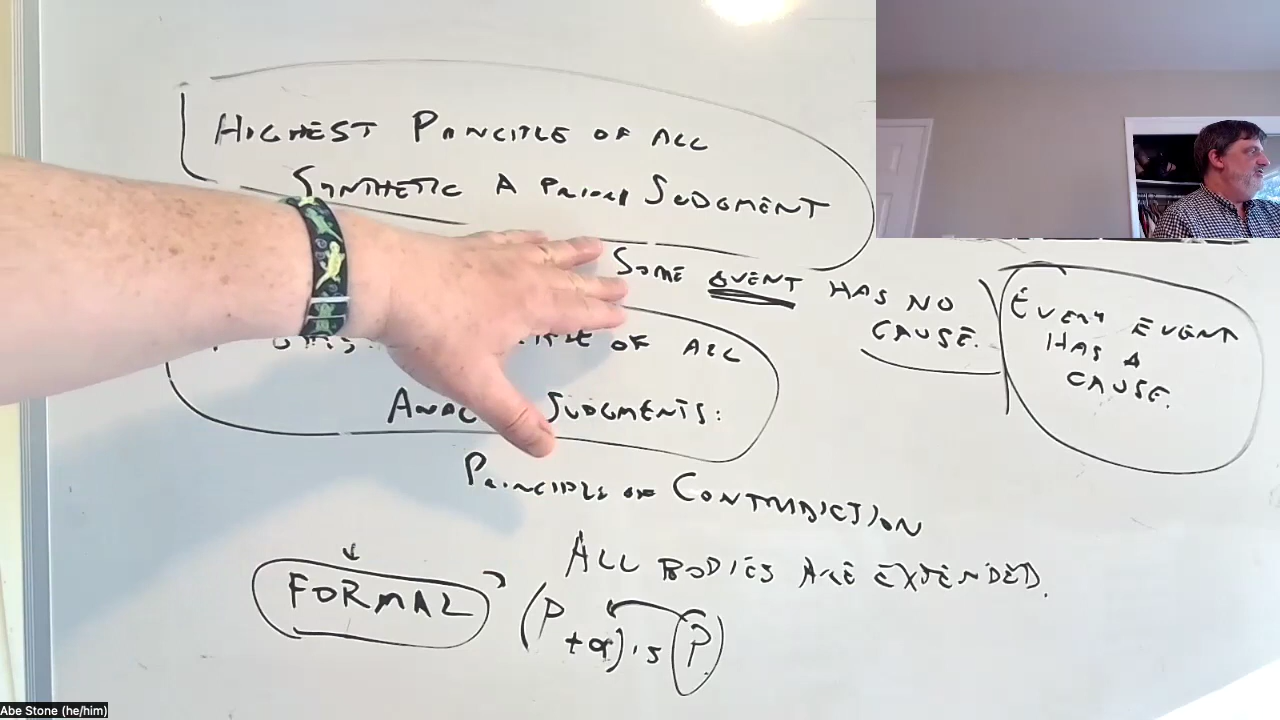 HIGHEST PRINCIPLE OF ALL
SYNTHETIC A PRIORI JUDGMENT
SOME EVENT HAS NO
CAUSE.
EVERY EVENT
HAS A
CAUSE.
OF ALL
JUDGMENTS:
PRINCIPLE OF CONTRADICTION
ALL BODIES ARE EXTENDED.
FORMAL
(P
+α) is (P)
Abe Stone (he/him)